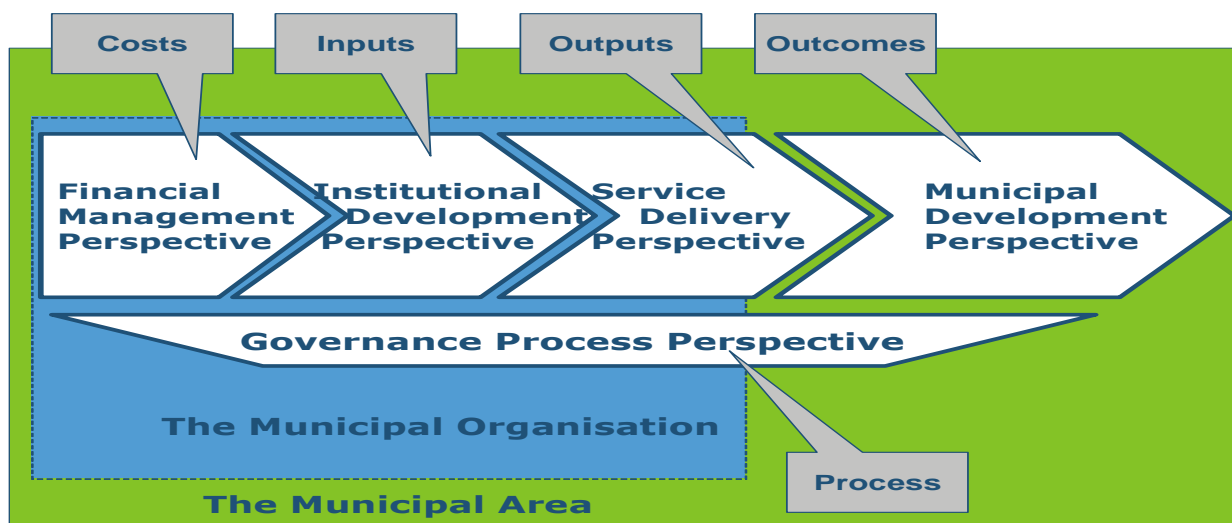 Costs
Inputs
Outputs
Outcomes
Financial
Management
Perspective
Institutional
Development
Perspective
Service
Delivery
Perspective
Municipal
Development
Perspective
Governance Process Perspective
The Municipal Organisation
Process
The Municipal Area